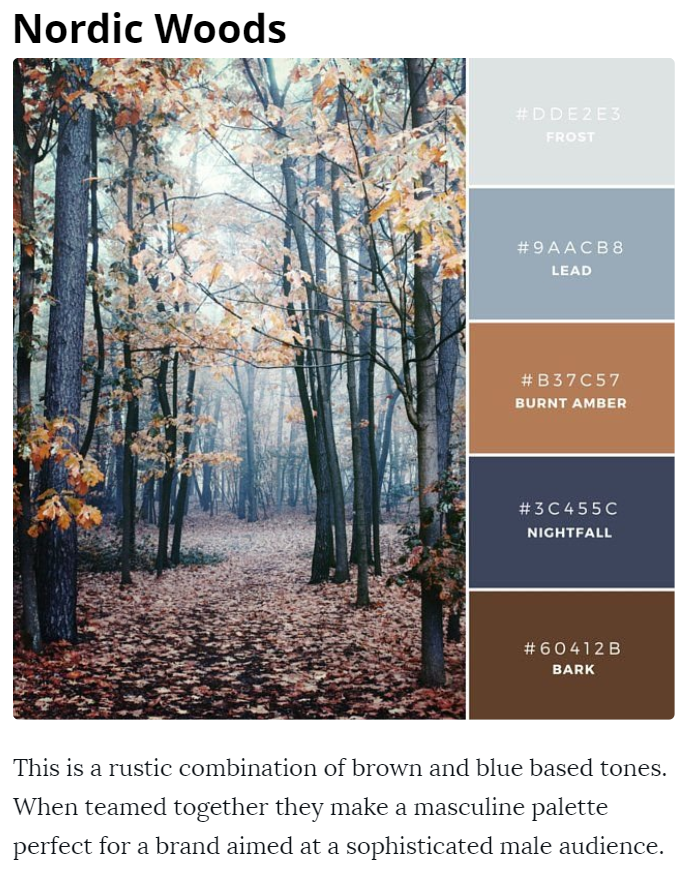 Nordic Woods
#DDE2E3
FROST
#9AACB8
LEAD
#B37C57
BURNT AMBER
#3C455C
NIGHTFALL
#60412B
BARK
This is a rustic combination of brown and blue based tones.
When teamed together they make a masculine palette
perfect for a brand aimed at a sophisticated male audience.